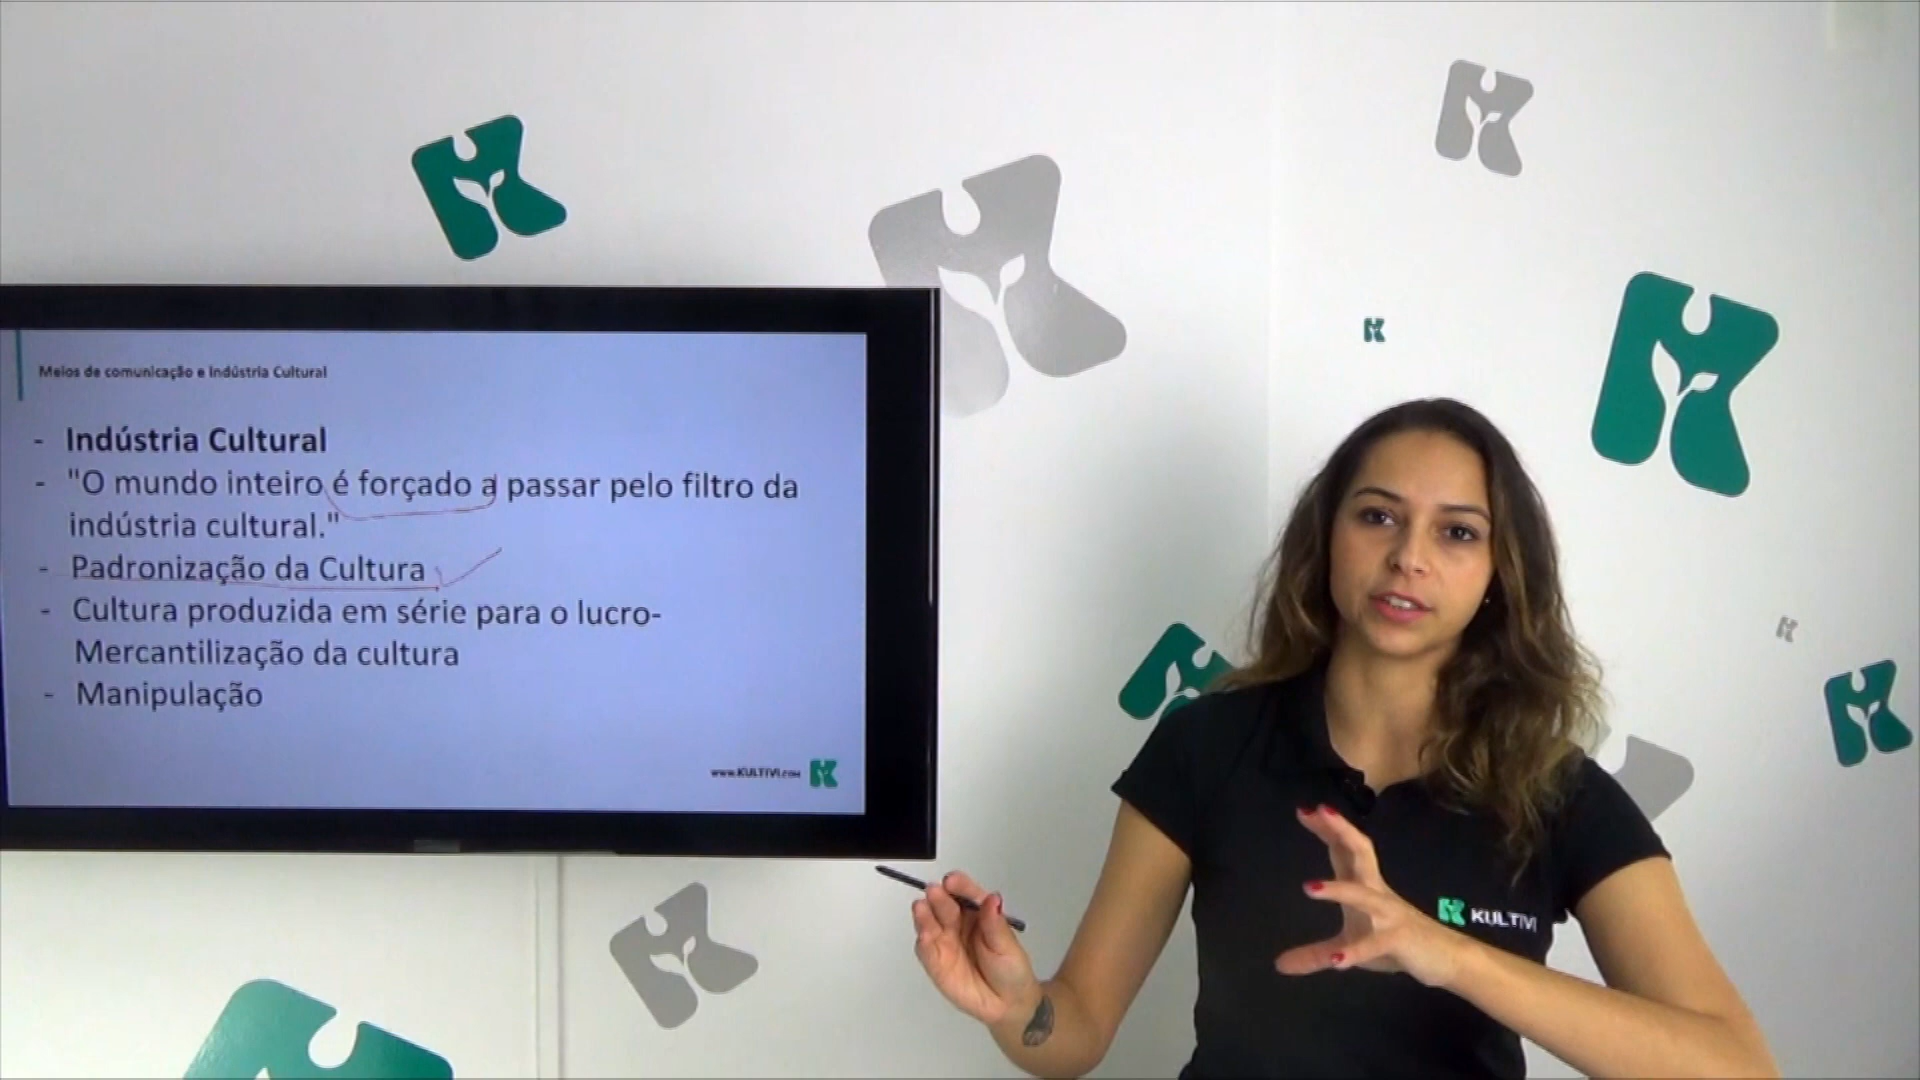 Meios de comunicação e Indústria Cultural
- Indústria Cultural
- "O mundo inteiro é forçado a passar pelo filtro da
indústria cultural."
- Padronização da Cultura
- Cultura produzida em série para o lucro-
Mercantilização da cultura
- Manipulação
www.KULTIVI.com
KULTIVI